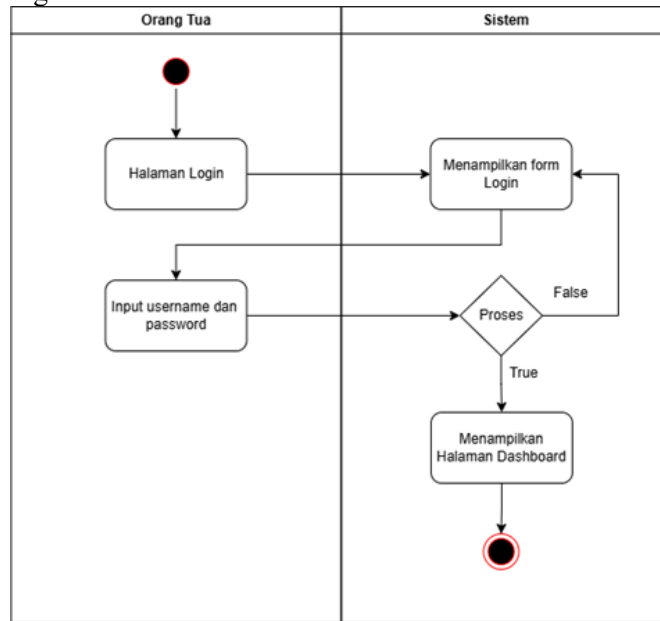 Orang Tua
Sistem
Halaman Login
Menampilkan form
Login
Input username dan
password
Proses
False
True
Menampilkan
Halaman Dashboard